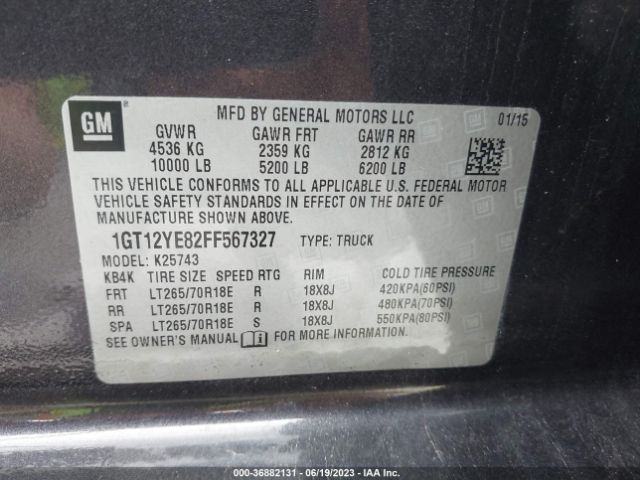 GM
MFD BY GENERAL MOTORS LLC 01/15
GVWR GAWR FRT GAWR RR
4536 KG 2359 KG 2812 KG
10000 LB 5200 LB 6200 LB
THIS VEHICLE CONFORMS TO ALL APPLICABLE U.S. FEDERAL MOTOR
VEHICLE SAFETY STANDARDS IN EFFECT ON THE DATE OF
MANUFACTURE SHOWN ABOVE.
1GT12YE82FF567327 TYPE: TRUCK
MODEL: K25743
KB4K TIRE SIZE SPEED RTG RIM COLD TIRE PRESSURE
FRT LT265/70R18E R 18X8J 420KPA(60PSI)
RR LT265/70R18E R 18X8J 480KPA(70PSI)
SPA LT265/70R18E S 18X8J 550KPA(80PSI)
SEE OWNER'S MANUAL FOR MORE INFORMATION.
000-36882131 - 06/19/2023 - IAA Inc.